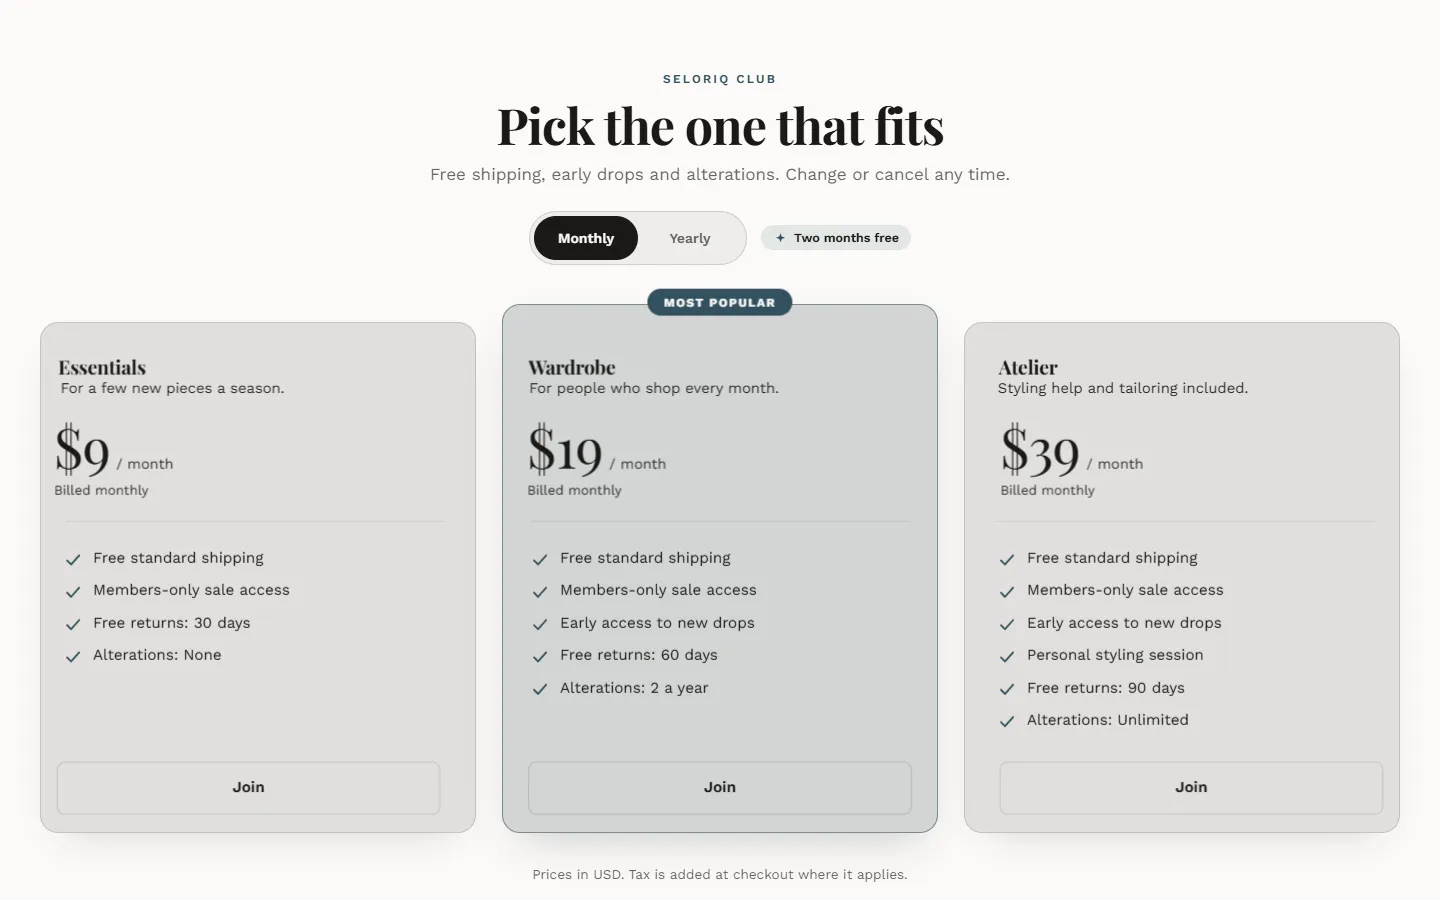 SELORIQ CLUB
Pick the one that fits
Free shipping, early drops and alterations. Change or cancel any time.
Monthly
Yearly
Two months free
Essentials
For a few new pieces a season.
$9 / month
Billed monthly
Free standard shipping
Members-only sale access
Free returns: 30 days
Alterations: None
Join
MOST POPULAR
Wardrobe
For people who shop every month.
$19 / month
Billed monthly
Free standard shipping
Members-only sale access
Early access to new drops
Free returns: 60 days
Alterations: 2 a year
Join
Atelier
Styling help and tailoring included.
$39 / month
Billed monthly
Free standard shipping
Members-only sale access
Early access to new drops
Personal styling session
Free returns: 90 days
Alterations: Unlimited
Join
Prices in USD. Tax is added at checkout where it applies.